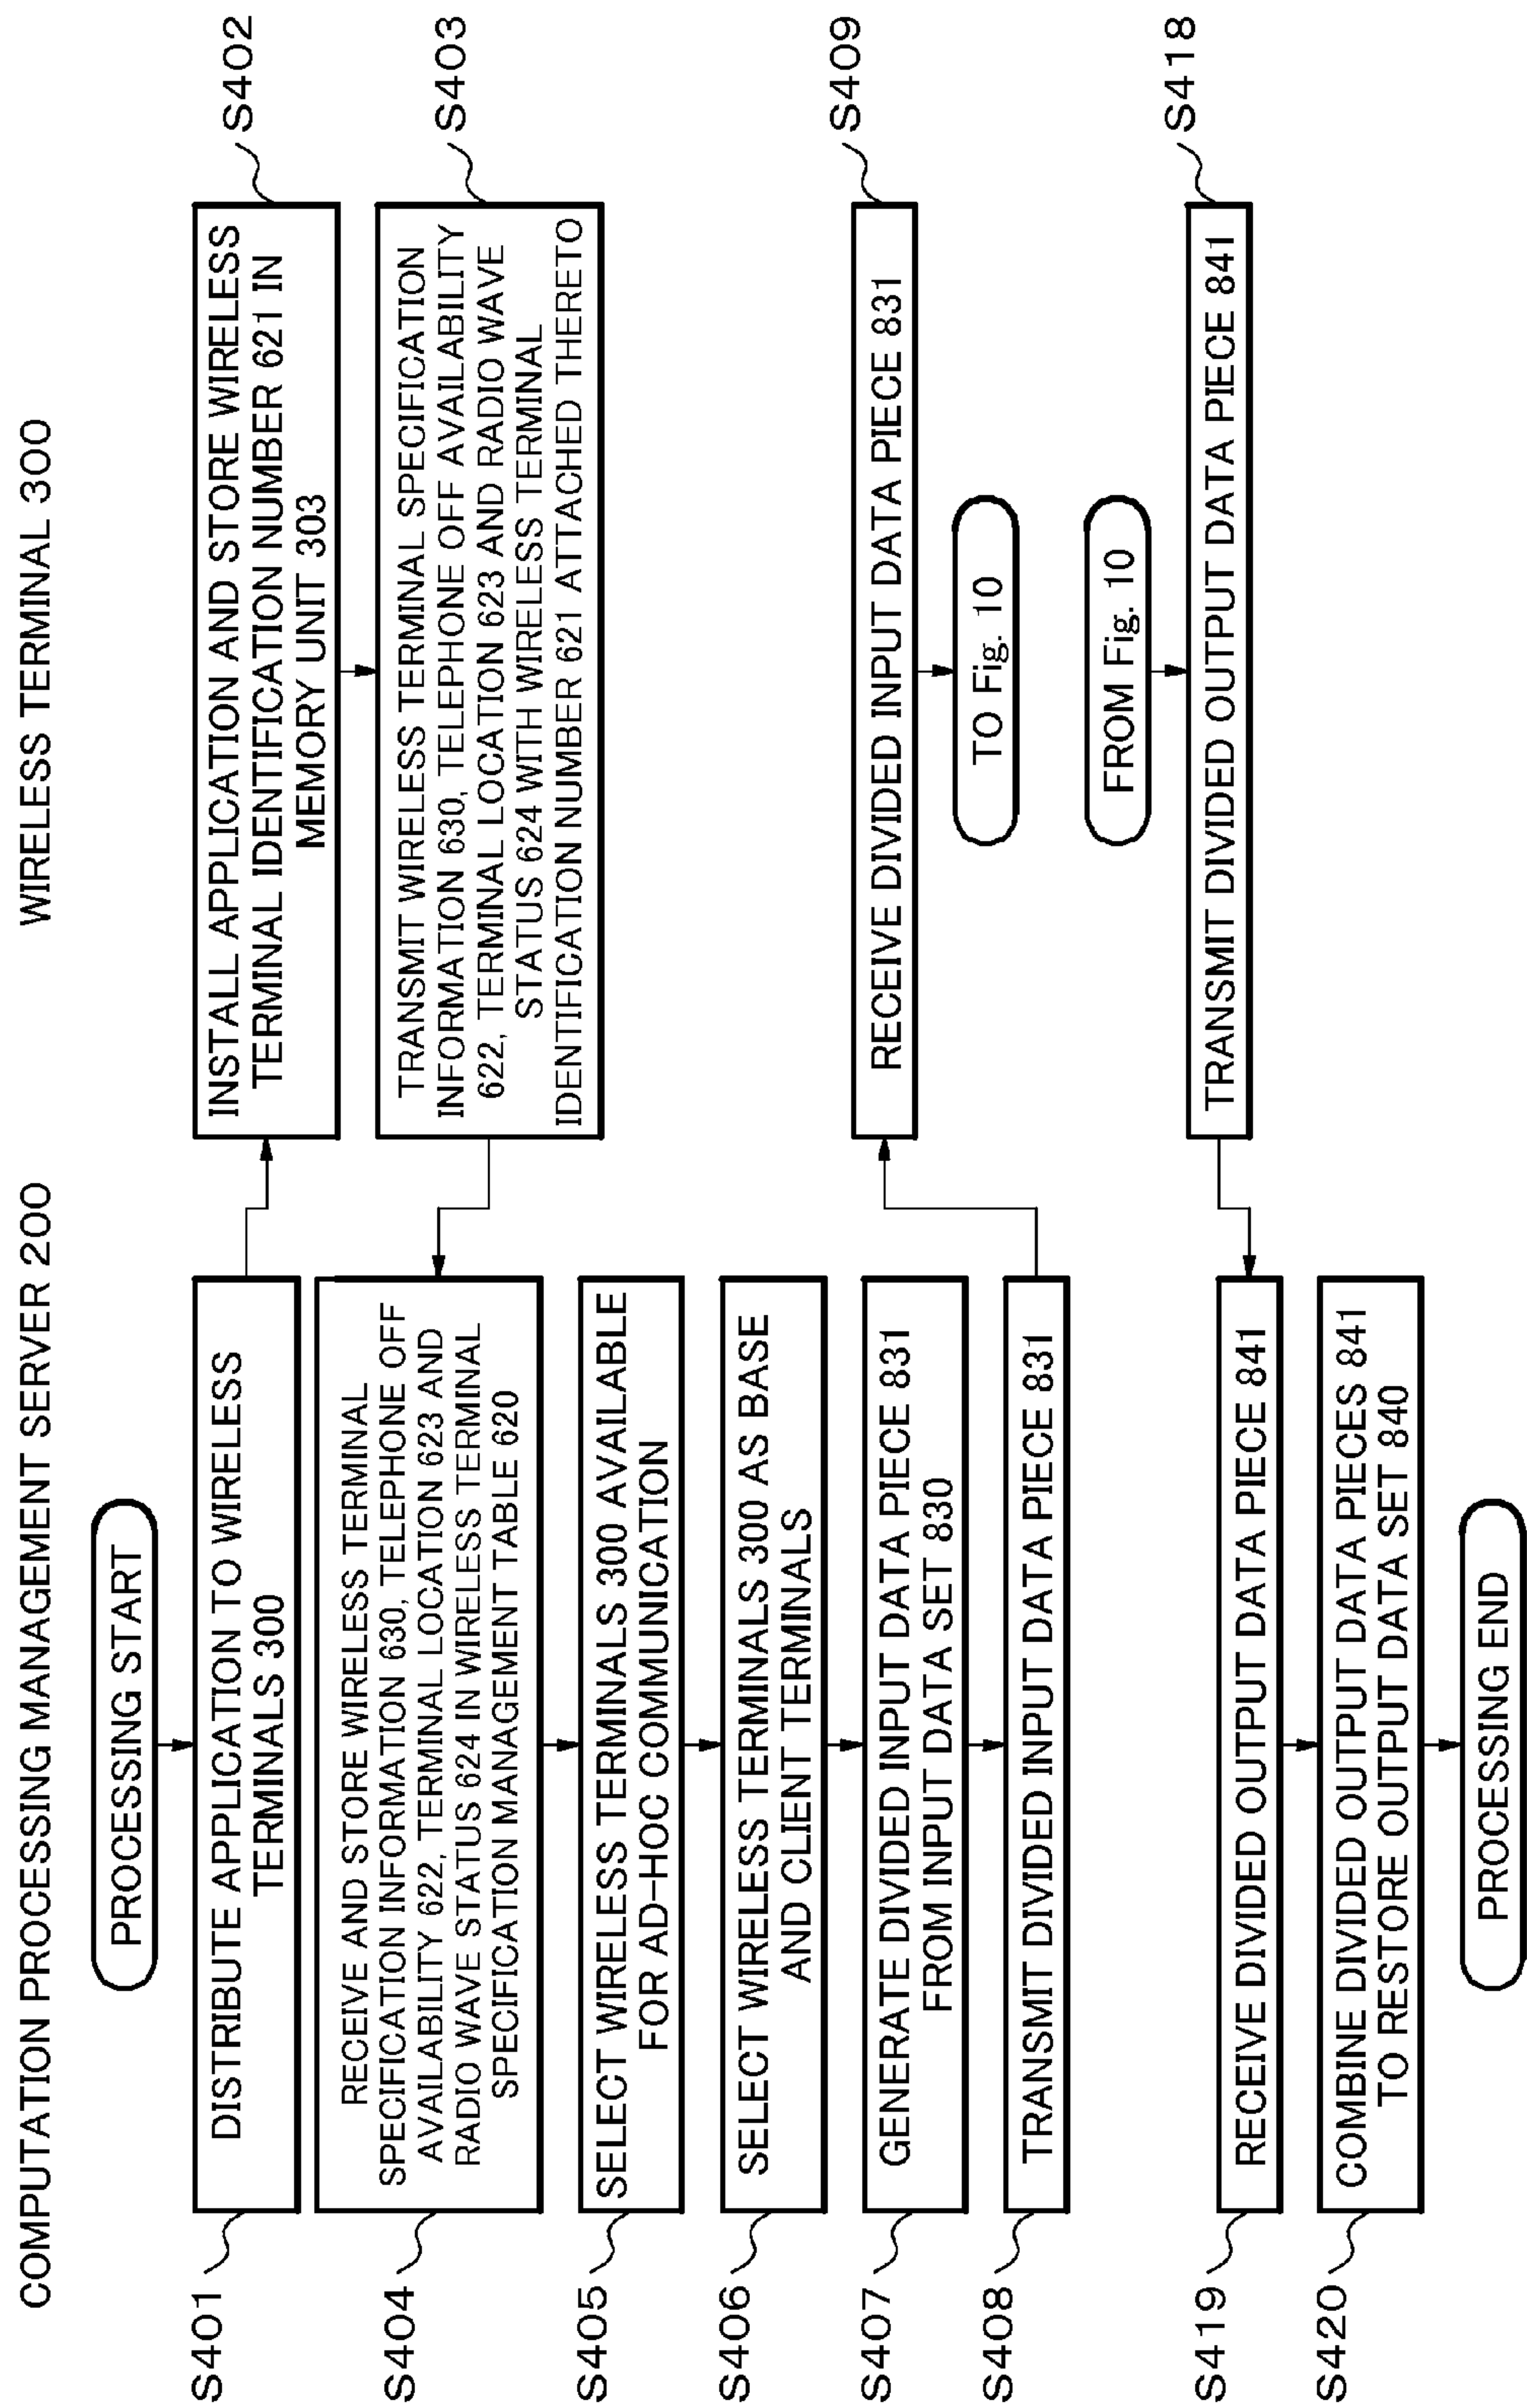 COMPUTATION PROCESSING MANAGEMENT SERVER 200
WIRELESS TERMINAL 300
PROCESSING START
S401
DISTRIBUTE APPLICATION TO WIRELESS
TERMINALS 300
S402
INSTALL APPLICATION AND STORE WIRELESS
TERMINAL IDENTIFICATION NUMBER 621 IN
MEMORY UNIT 303
S403
TRANSMIT WIRELESS TERMINAL SPECIFICATION
INFORMATION 630, TELEPHONE OFF AVAILABILITY
622, TERMINAL LOCATION 623 AND RADIO WAVE
STATUS 624 WITH WIRELESS TERMINAL
IDENTIFICATION NUMBER 621 ATTACHED THERETO
S404
RECEIVE AND STORE WIRELESS TERMINAL
SPECIFICATION INFORMATION 630, TELEPHONE OFF
AVAILABILITY 622, TERMINAL LOCATION 623 AND
RADIO WAVE STATUS 624 IN WIRELESS TERMINAL
SPECIFICATION MANAGEMENT TABLE 620
S405
SELECT WIRELESS TERMINALS 300 AVAILABLE
FOR AD-HOC COMMUNICATION
S406
SELECT WIRELESS TERMINALS 300 AS BASE
AND CLIENT TERMINALS
S407
GENERATE DIVIDED INPUT DATA PIECE 831
FROM INPUT DATA SET 830
S408
TRANSMIT DIVIDED INPUT DATA PIECE 831
S409
RECEIVE DIVIDED INPUT DATA PIECE 831
TO Fig. 10
FROM Fig. 10
S418
TRANSMIT DIVIDED OUTPUT DATA PIECE 841
S419
RECEIVE DIVIDED OUTPUT DATA PIECE 841
S420
COMBINE DIVIDED OUTPUT DATA PIECES 841
TO RESTORE OUTPUT DATA SET 840
PROCESSING END